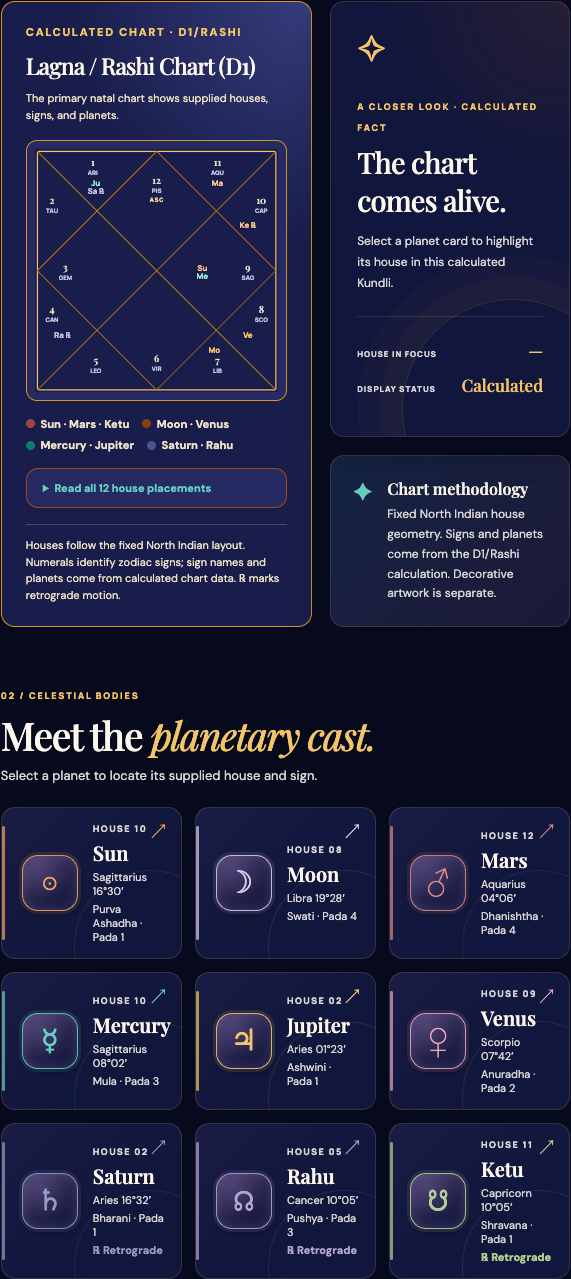 CALCULATED CHART · D1/RASHI
Lagna / Rashi Chart (D1)
The primary natal chart shows supplied houses,
signs, and planets.
1
ARI
Ju
Sa ℞
12
PIS
ASC
11
AQU
Ma
2
TAU
10
CAP
Ke ℞
3
GEM
Su
Me
9
SAG
4
CAN
Ra ℞
8
SCO
Ve
5
LEO
6
VIR
Mo
7
LIB
Sun · Mars · Ketu
Moon · Venus
Mercury · Jupiter
Saturn · Rahu
▶ Read all 12 house placements
Houses follow the fixed North Indian layout.
Numerals identify zodiac signs; sign names and
planets come from calculated chart data. ℞ marks
retrograde motion.
A CLOSER LOOK · CALCULATED
FACT
The chart
comes alive.
Select a planet card to highlight
its house in this calculated
Kundli.
HOUSE IN FOCUS —
DISPLAY STATUS Calculated
Chart methodology
Fixed North Indian house
geometry. Signs and planets
come from the D1/Rashi
calculation. Decorative
artwork is separate.
02 / CELESTIAL BODIES
Meet the planetary cast.
Select a planet to locate its supplied house and sign.
HOUSE 10 ↗
☉
Sun
Sagittarius
16°30′
Purva
Ashadha ·
Pada 1
HOUSE 08 ↗
☽
Moon
Libra 19°28′
Swati · Pada 4
HOUSE 12 ↗
♂
Mars
Aquarius
04°06′
Dhanishtha ·
Pada 4
HOUSE 10 ↗
☿
Mercury
Sagittarius
08°02′
Mula · Pada 3
HOUSE 02 ↗
♃
Jupiter
Aries 01°23′
Ashwini ·
Pada 1
HOUSE 09 ↗
♀
Venus
Scorpio
07°42′
Anuradha ·
Pada 2
HOUSE 02 ↗
♄
Saturn
Aries 16°32′
Bharani · Pada
1
℞ Retrograde
HOUSE 05 ↗
☊
Rahu
Cancer 10°05′
Pushya · Pada
3
℞ Retrograde
HOUSE 11 ↗
☋
Ketu
Capricorn
10°05′
Shravana ·
Pada 1
℞ Retrograde